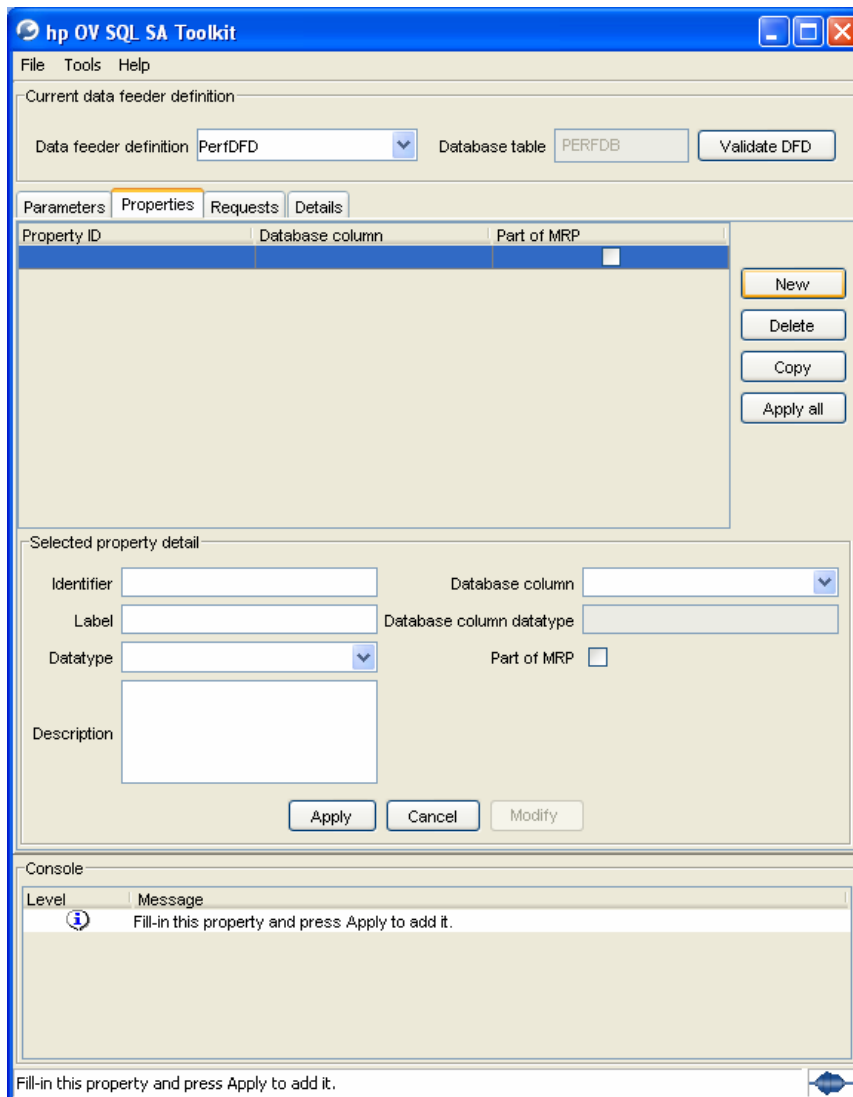 hp OV SQL SA Toolkit
File Tools Help
Current data feeder definition
Data feeder definition PerfDFD Database table PERFDB Validate DFD
Parameters Properties Requests Details
Property ID Database column Part of MRP
New
Delete
Copy
Apply all
Selected property detail
Identifier Database column
Label Database column datatype
Datatype Part of MRP
Description
Apply Cancel Modify
Console
Level Message
Fill-in this property and press Apply to add it.
Fill-in this property and press Apply to add it.